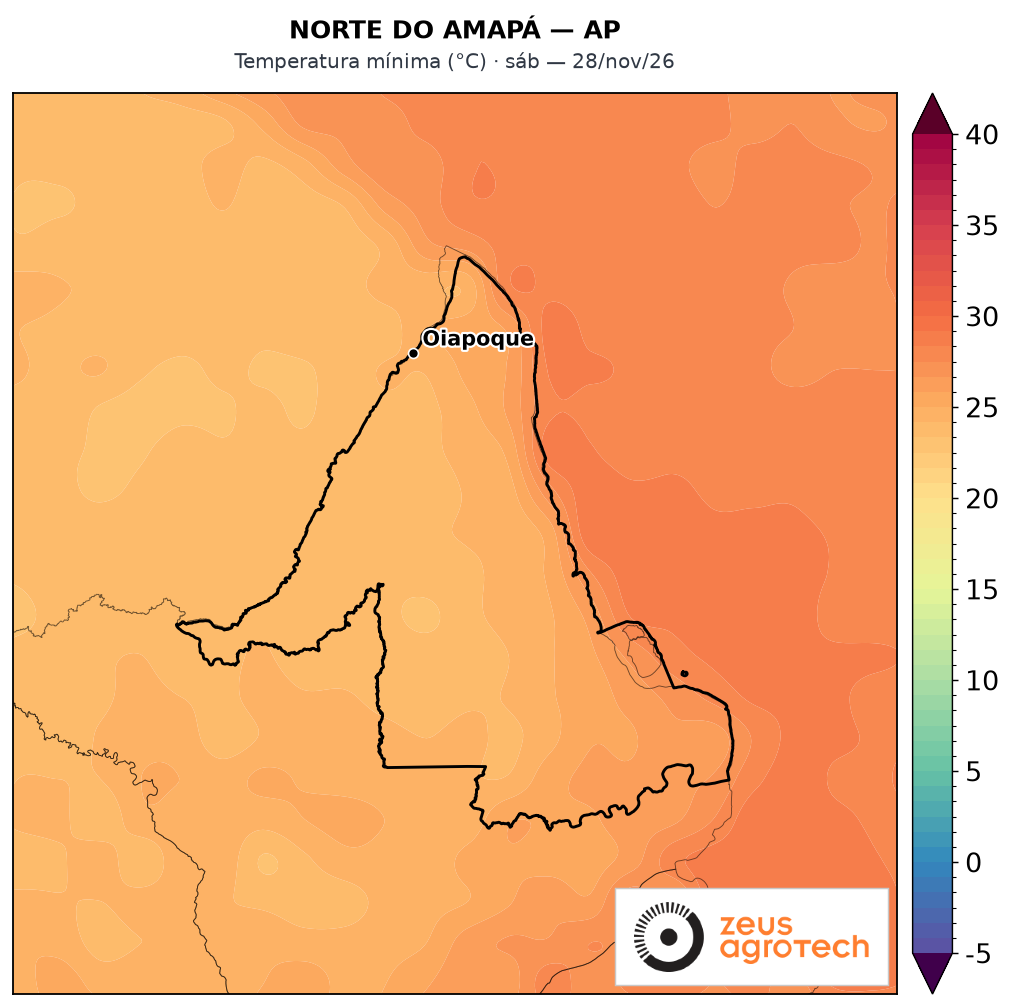 NORTE DO AMAPÁ — AP
Temperatura mínima (°C) · sáb — 28/nov/26
Oiapoque
40
35
30
25
20
15
10
5
0
-5
zeus
agrotech